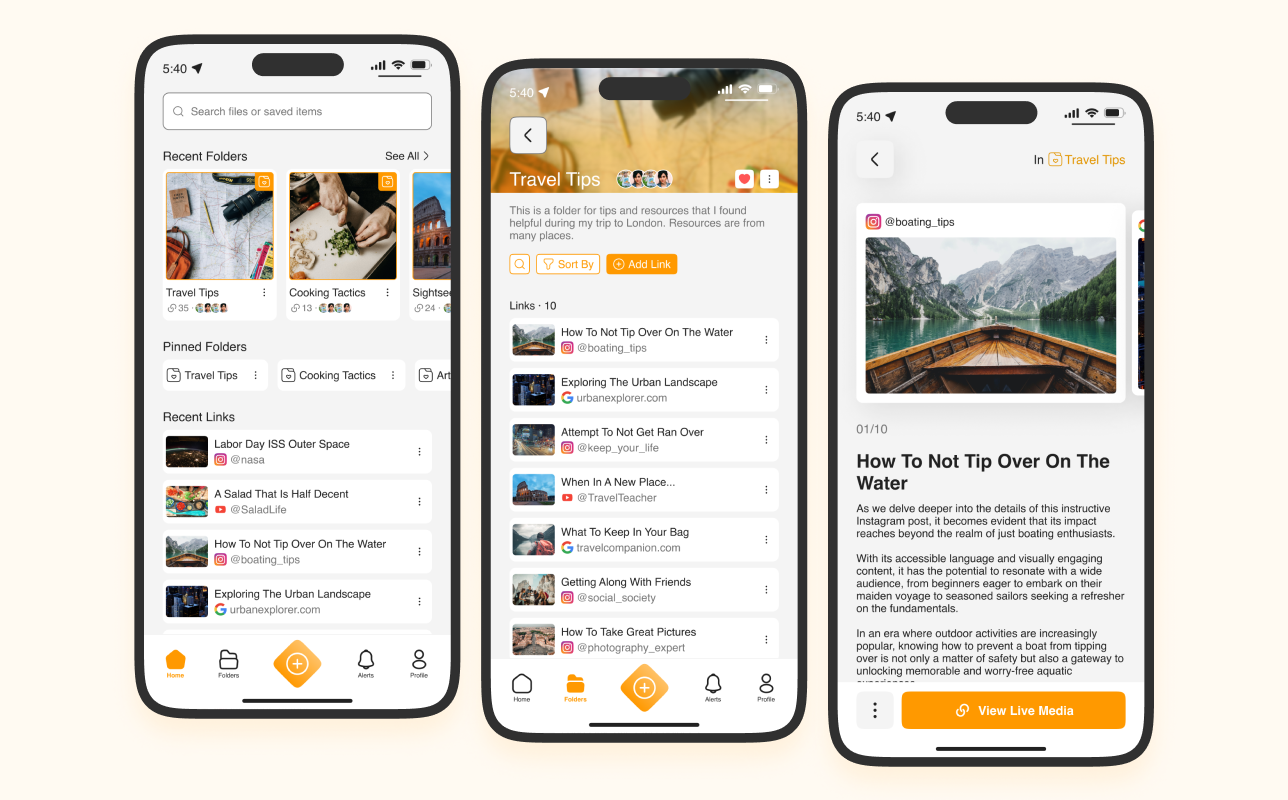 5:40
Search files or saved items
Recent Folders
See All
Travel Tips
35 ·
Cooking Tactics
13 ·
24 ·
Pinned Folders
Travel Tips
Cooking Tactics
Recent Links
Labor Day ISS Outer Space
@nasa
A Salad That Is Half Decent
@SaladLife
How To Not Tip Over On The Water
@boating_tips
Exploring The Urban Landscape
urbanexplorer.com
Home
Folders
Alerts
Profile
5:40
Travel Tips
This is a folder for tips and resources that I found
helpful during my trip to London. Resources are from
many places.
Sort By
Add Link
Links · 10
How To Not Tip Over On The Water
@boating_tips
Exploring The Urban Landscape
urbanexplorer.com
Attempt To Not Get Ran Over
@keep_your_life
When In A New Place...
@TravelTeacher
What To Keep In Your Bag
travelcompanion.com
Getting Along With Friends
@social_society
How To Take Great Pictures
@photography_expert
Home
Folders
Alerts
Profile
5:40
In Travel Tips
@boating_tips
01/10
How To Not Tip Over On The
Water
As we delve deeper into the details of this instructive
Instagram post, it becomes evident that its impact
reaches beyond the realm of just boating enthusiasts.
With its accessible language and visually engaging
content, it has the potential to resonate with a wide
audience, from beginners eager to embark on their
maiden voyage to seasoned sailors seeking a refresher
on the fundamentals.
In an era where outdoor activities are increasingly
popular, knowing how to prevent a boat from tipping
over is not only a matter of safety but also a gateway to
unlocking memorable and worry-free aquatic
View Live Media